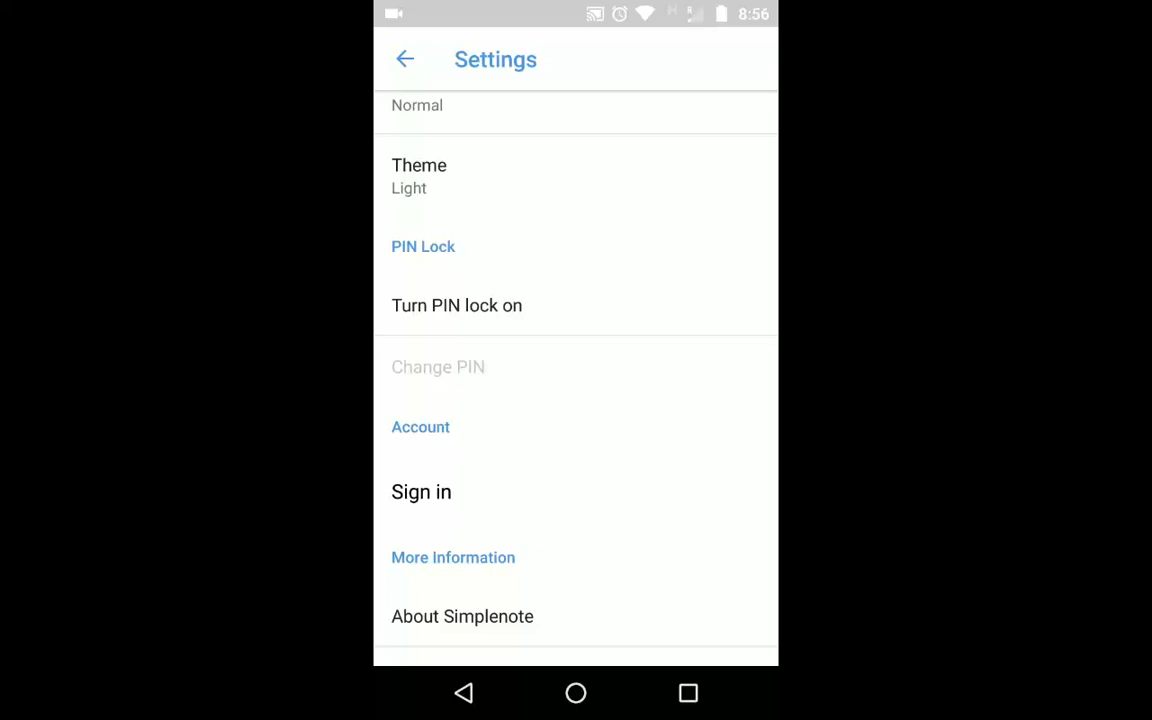 8:56
Settings
Normal
Theme
Light
PIN Lock
Turn PIN lock on
Change PIN
Account
Sign in
More Information
About Simplenote